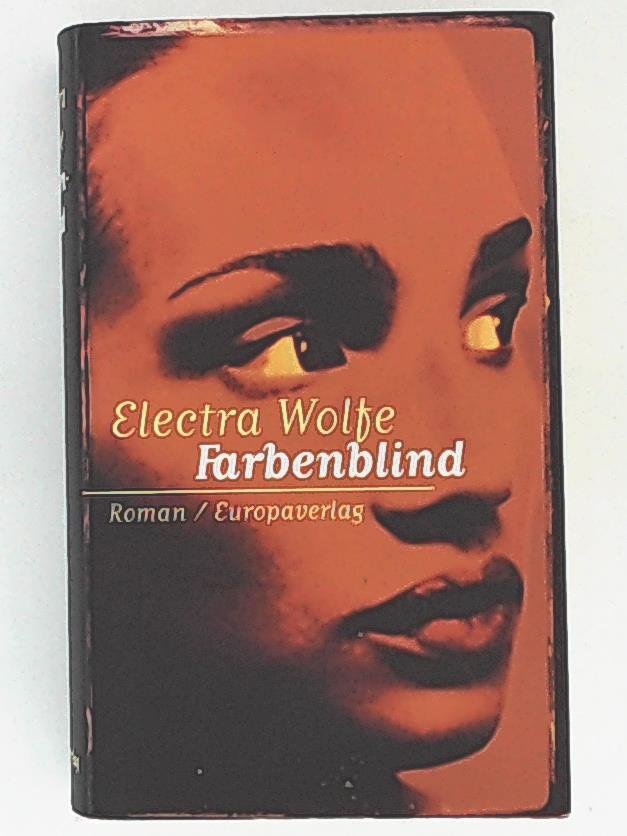 Electra Wolfe
Farbenblind
Roman / Europaverlag